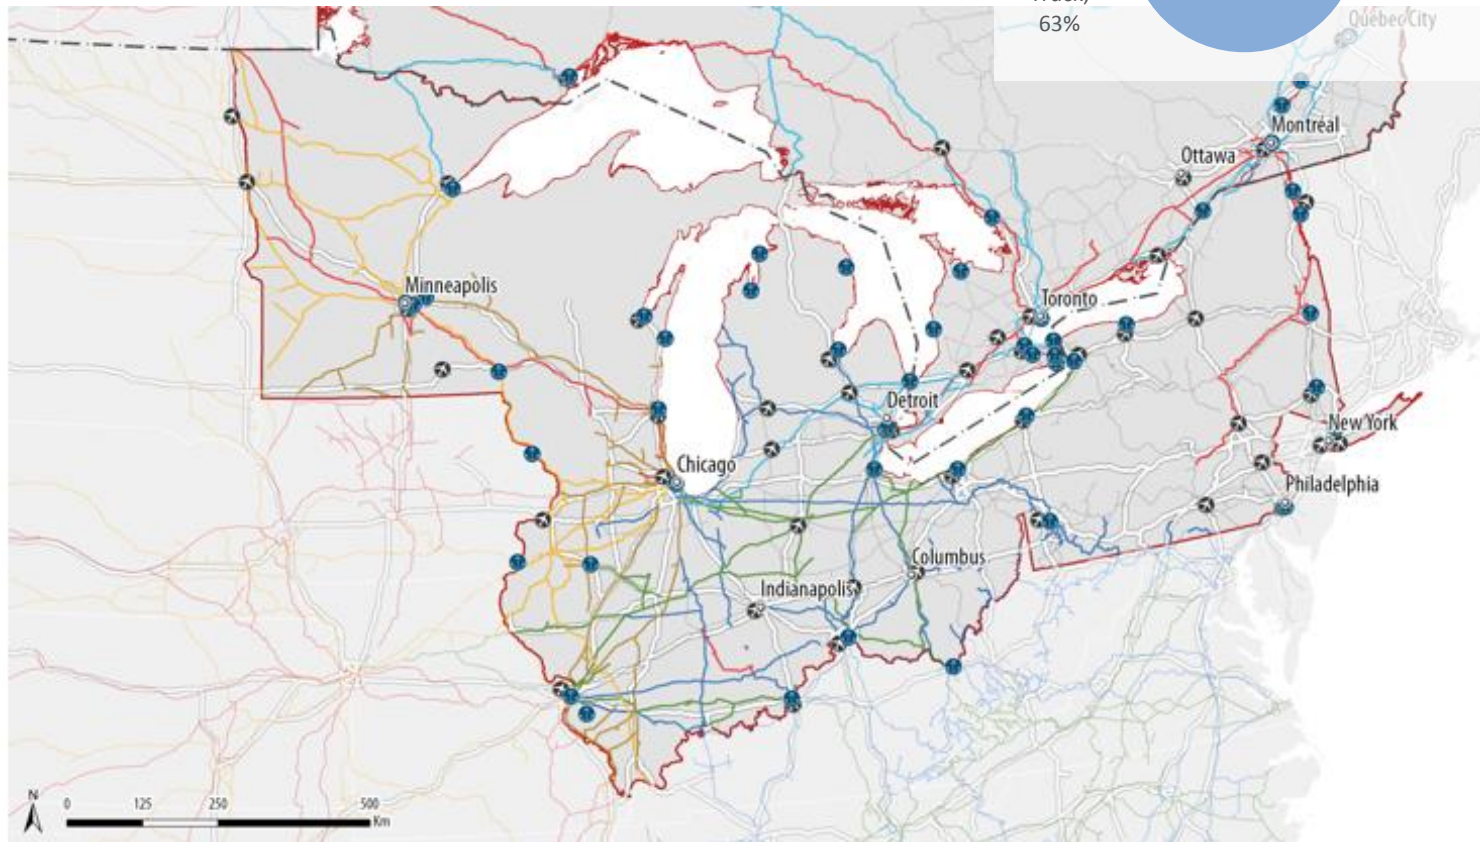 63%
Québec City
Montréal
Ottawa
Minneapolis
Toronto
Detroit
New York
Chicago
Philadelphia
Columbus
Indianapolis
N
0 125 250 500
Km